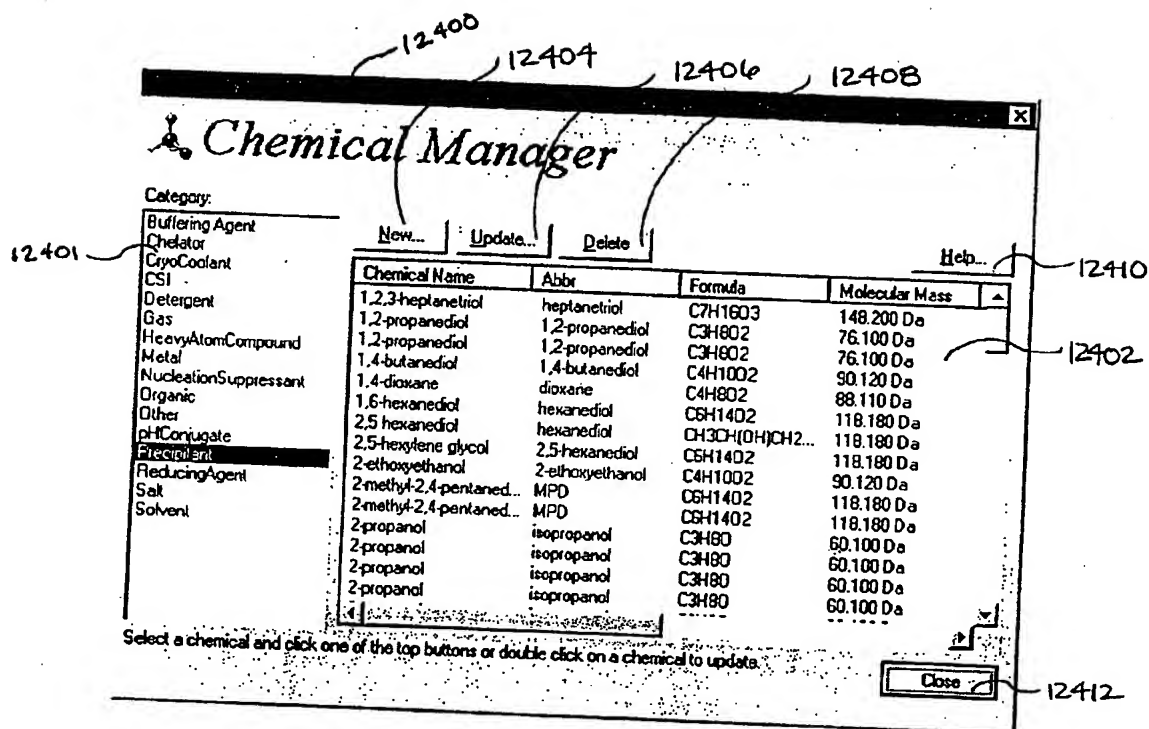 12400
12404
12406
12408
Chemical Manager
Category:
Buffering Agent
Chelator
CryoCoolant
CSI
Detergent
Gas
HeavyAtomCompound
Metal
NucleationSuppressant
Organic
Other
pHConjugate
Precipitant
ReducingAgent
Salt
Solvent
12401
New... Update... Delete
Help...
12410
Chemical Name Abbr Formula Molecular Mass
1,2,3-heptanetriol heptanetriol C7H16O3 148.200 Da
1,2-propanediol 1,2-propanediol C3H8O2 76.100 Da
1,2-propanediol 1,2-propanediol C3H8O2 76.100 Da
1,4-butanediol 1,4-butanediol C4H10O2 90.120 Da
1,4-dioxane dioxane C4H8O2 88.110 Da
1,6-hexanediol hexanediol C6H14O2 118.180 Da
2,5 hexanediol hexanediol CH3CH(OH)CH2... 118.180 Da
2,5-hexylene glycol 2,5-hexanediol C6H14O2 118.180 Da
2-ethoxyethanol 2-ethoxyethanol C4H10O2 90.120 Da
2-methyl-2,4-pentaned... MPD C6H14O2 118.180 Da
2-methyl-2,4-pentaned... MPD C6H14O2 118.180 Da
2-propanol isopropanol C3H8O 60.100 Da
2-propanol isopropanol C3H8O 60.100 Da
2-propanol isopropanol C3H8O 60.100 Da
2-propanol isopropanol C3H8O 60.100 Da
12402
Select a chemical and click one of the top buttons or double click on a chemical to update.
Close
12412